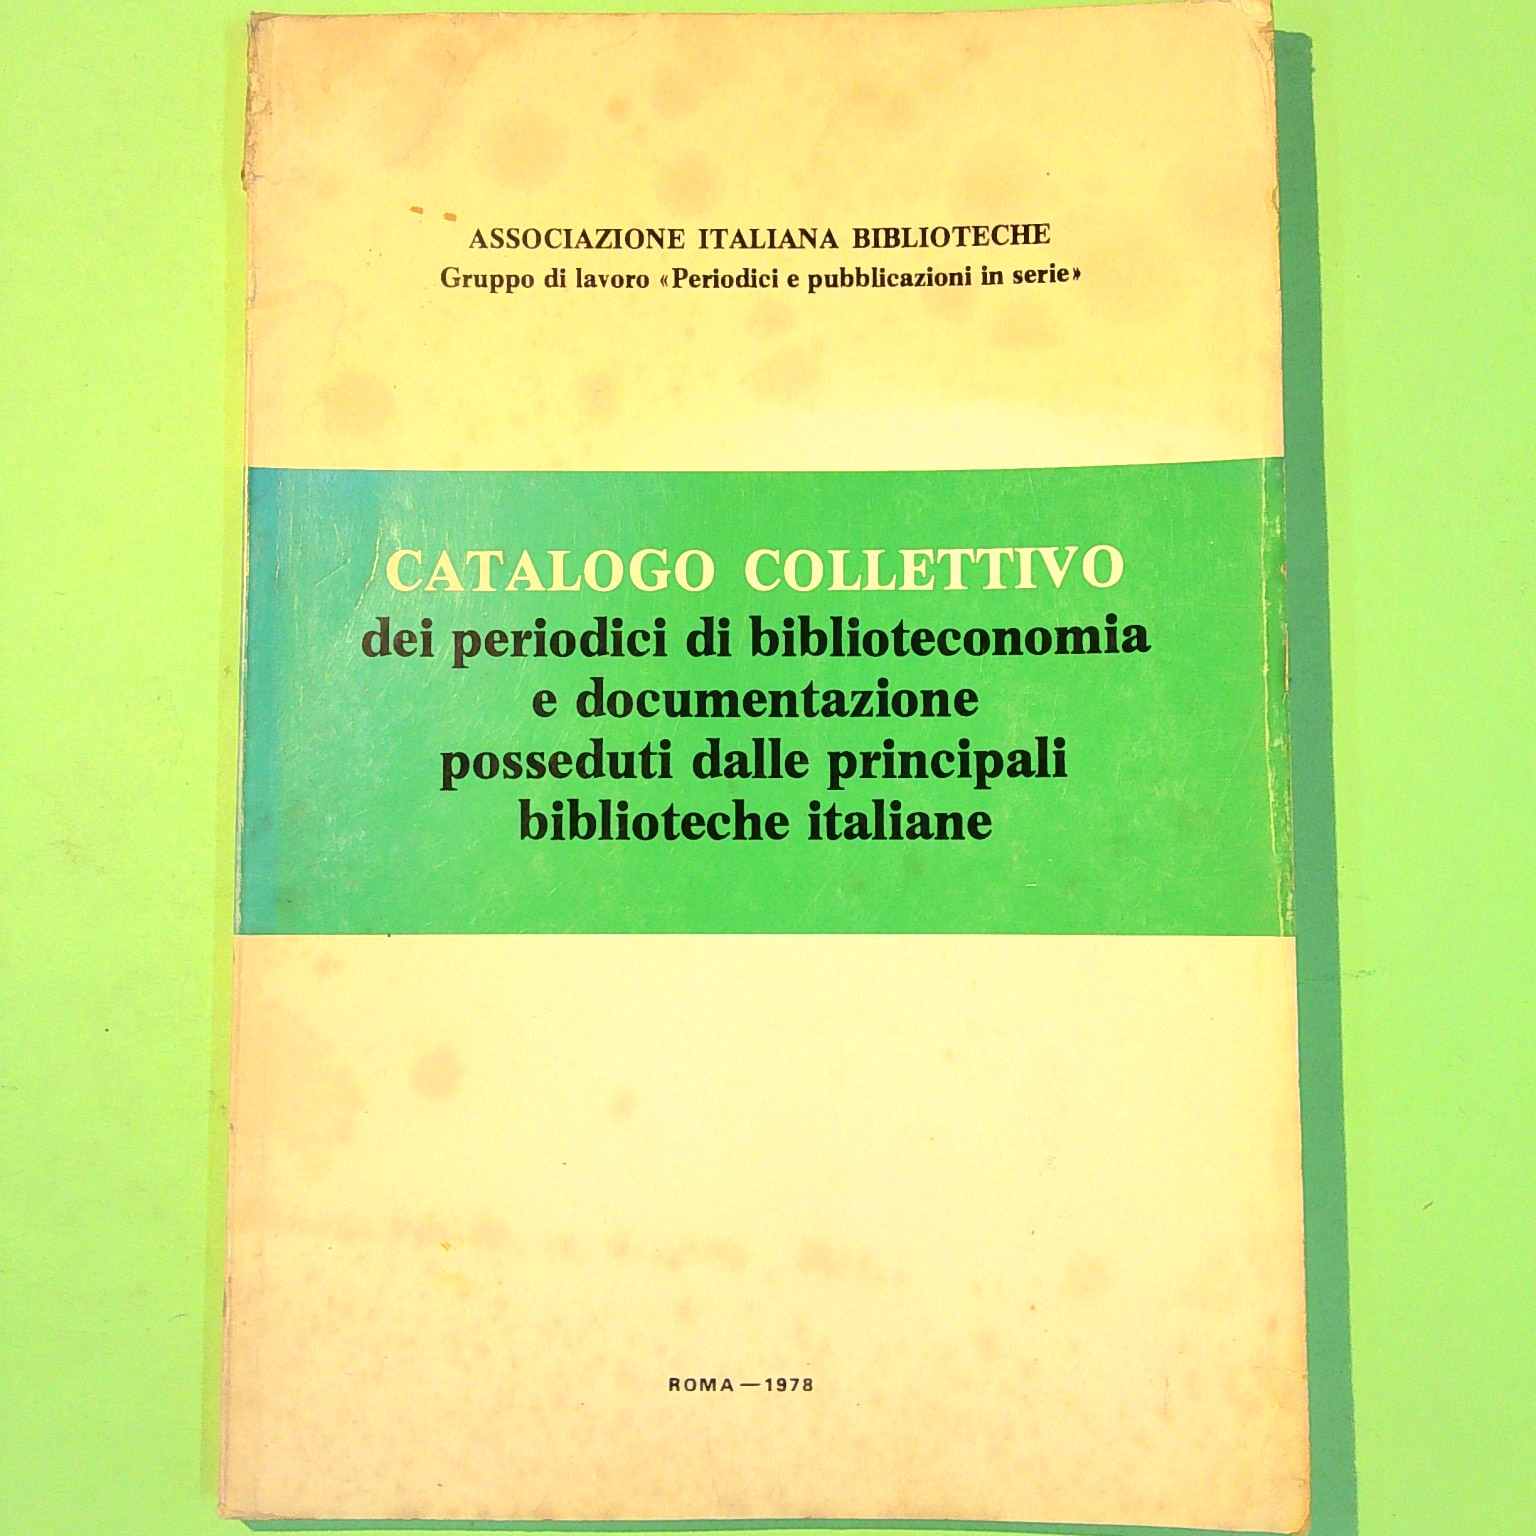 ASSOCIAZIONE ITALIANA BIBLIOTECHE
Gruppo di lavoro «Periodici e pubblicazioni in serie»
CATALOGO COLLETTIVO
dei periodici di biblioteconomia
e documentazione
posseduti dalle principali
biblioteche italiane
ROMA — 1978